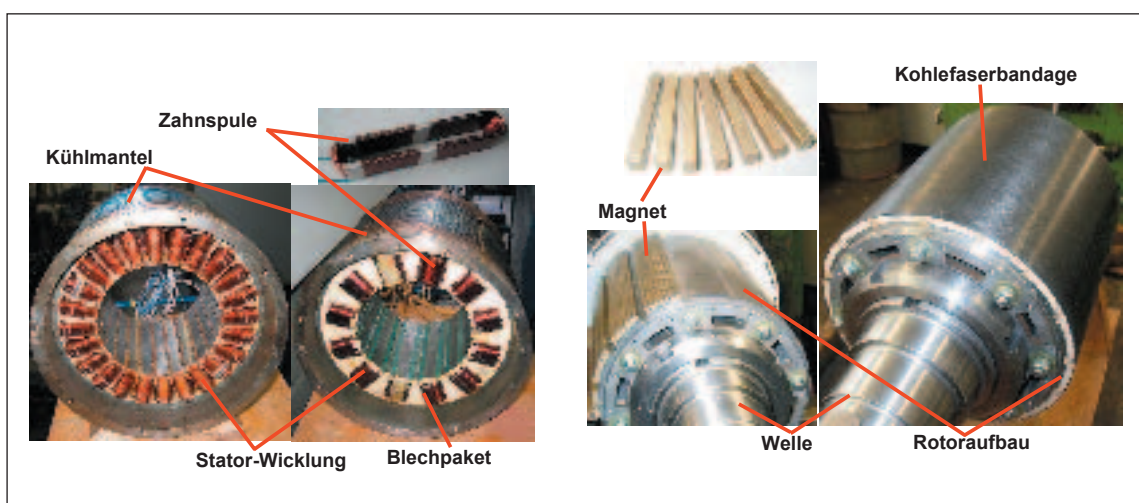 Kohlefaserbandage
Zahnspule
Kühlmantel
Magnet
Stator-Wicklung
Blechpaket
Welle
Rotoraufbau